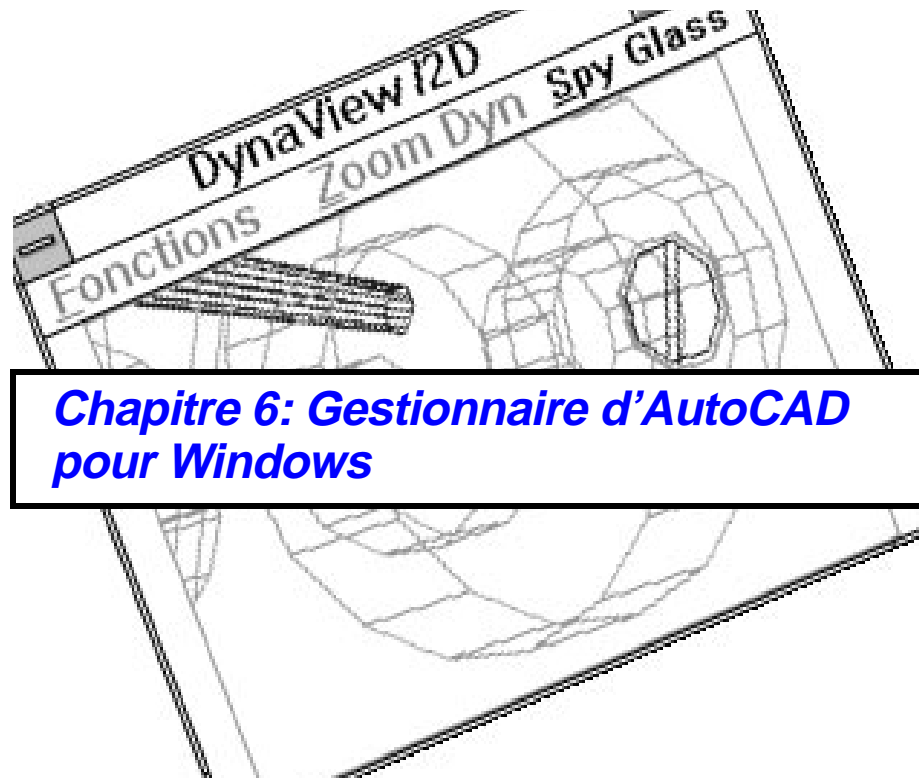 DynaView /2D
Fonctions Zoom Dyn Spy Glass
Chapitre 6: Gestionnaire d'AutoCAD
pour Windows